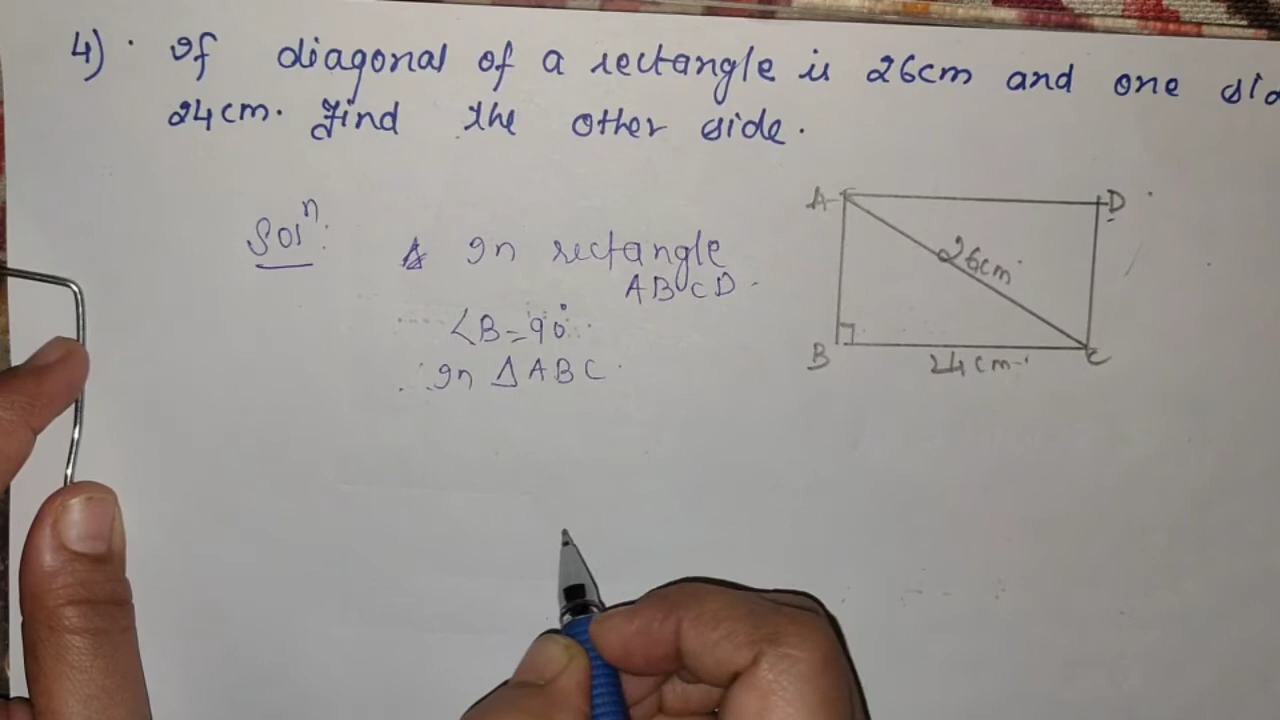 4). If diagonal of a rectangle is 26cm and one
24cm. Find the other side.
Solⁿ:
In rectangle
ABCD.
∠B=90°
∴ In △ABC
A
D
26cm
B
24cm
C